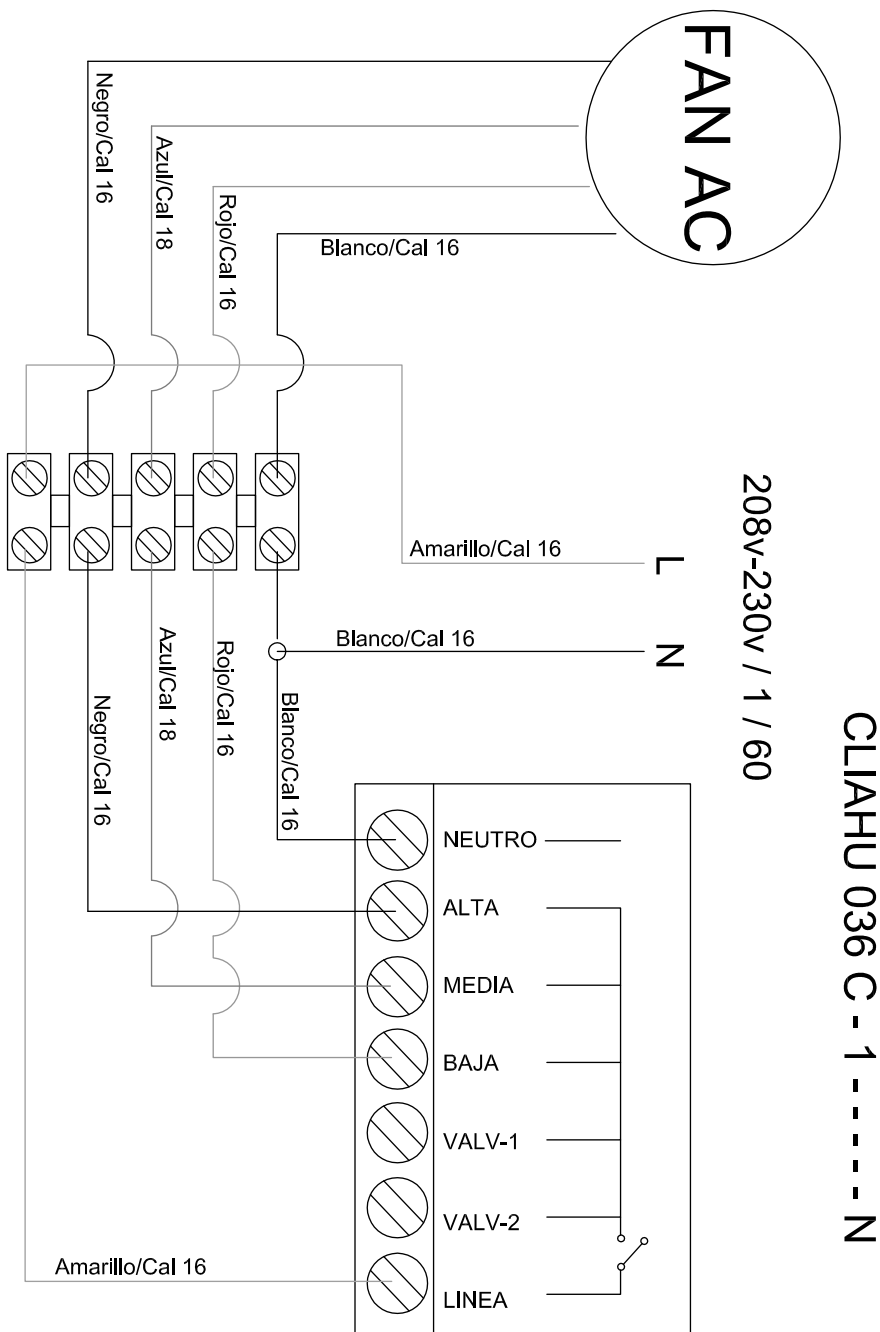 FAN AC
Negro/Cal 16
Azul/Cal 18
Rojo/Cal 16
Blanco/Cal 16
208v-230v / 1 / 60
Amarillo/Cal 16
L
Blanco/Cal 16
N
Negro/Cal 16
Azul/Cal 18
Rojo/Cal 16
Blanco/Cal 16
CLIAHU 036 C - 1 - - - - - N
NEUTRO
ALTA
MEDIA
BAJA
VALV-1
VALV-2
LINEA
Amarillo/Cal 16